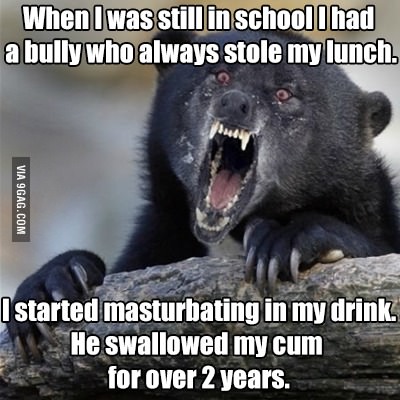 When I was still in school I had
a bully who always stole my lunch.
VIA 9GAG.COM
I started masturbating in my drink.
He swallowed my cum
for over 2 years.